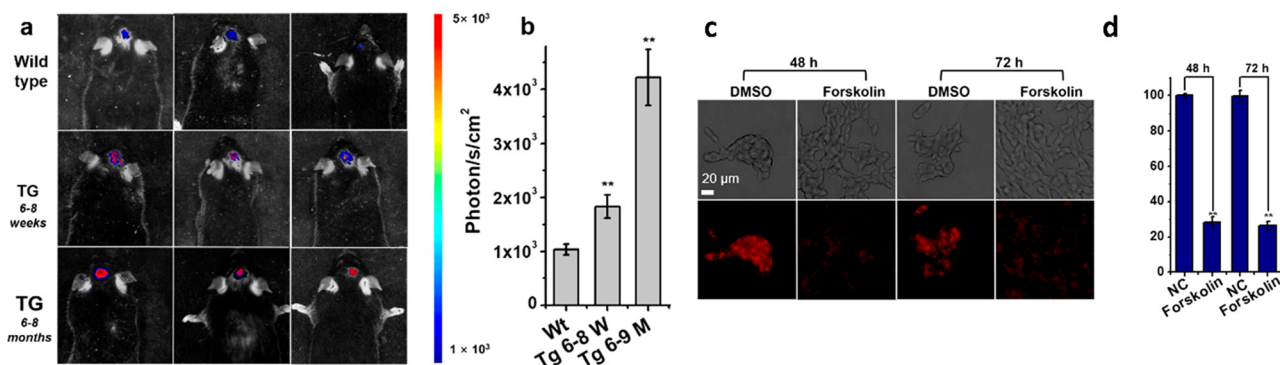 a
Wild
type
TG
6-8
weeks
TG
6-8
months
5× 10³
1 × 10³
b
Photon/s/cm²
4x10³
3x10³
2x10³
1x10³
0
**
**
Wt
Tg 6-8 W
Tg 6-9 M
c
48 h
72 h
DMSO
Forskolin
DMSO
Forskolin
20 µm
d
48 h
72 h
100
80
60
40
20
0
**
**
NC
Forskolin
NC
Forskolin